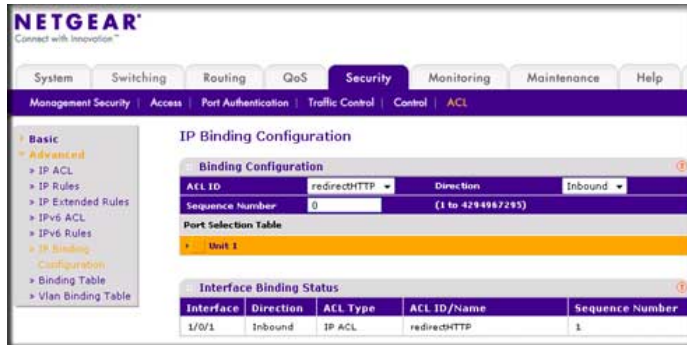 NETGEAR®
Connect with Innovation™
System Switching Routing QoS Security Monitoring Maintenance Help
Management Security | Access | Port Authentication | Traffic Control | Control | ACL
Basic
Advanced
» IP ACL
» IP Rules
» IP Extended Rules
» IPv6 ACL
» IPv6 Rules
» IP Binding
Configuration
» Binding Table
» Vlan Binding Table
IP Binding Configuration
Binding Configuration
ACL ID redirectHTTP Direction Inbound
Sequence Number 0 (1 to 4294967295)
Port Selection Table
Unit 1
Interface Binding Status
Interface Direction ACL Type ACL ID/Name Sequence Number
1/0/1 Inbound IP ACL redirectHTTP 1